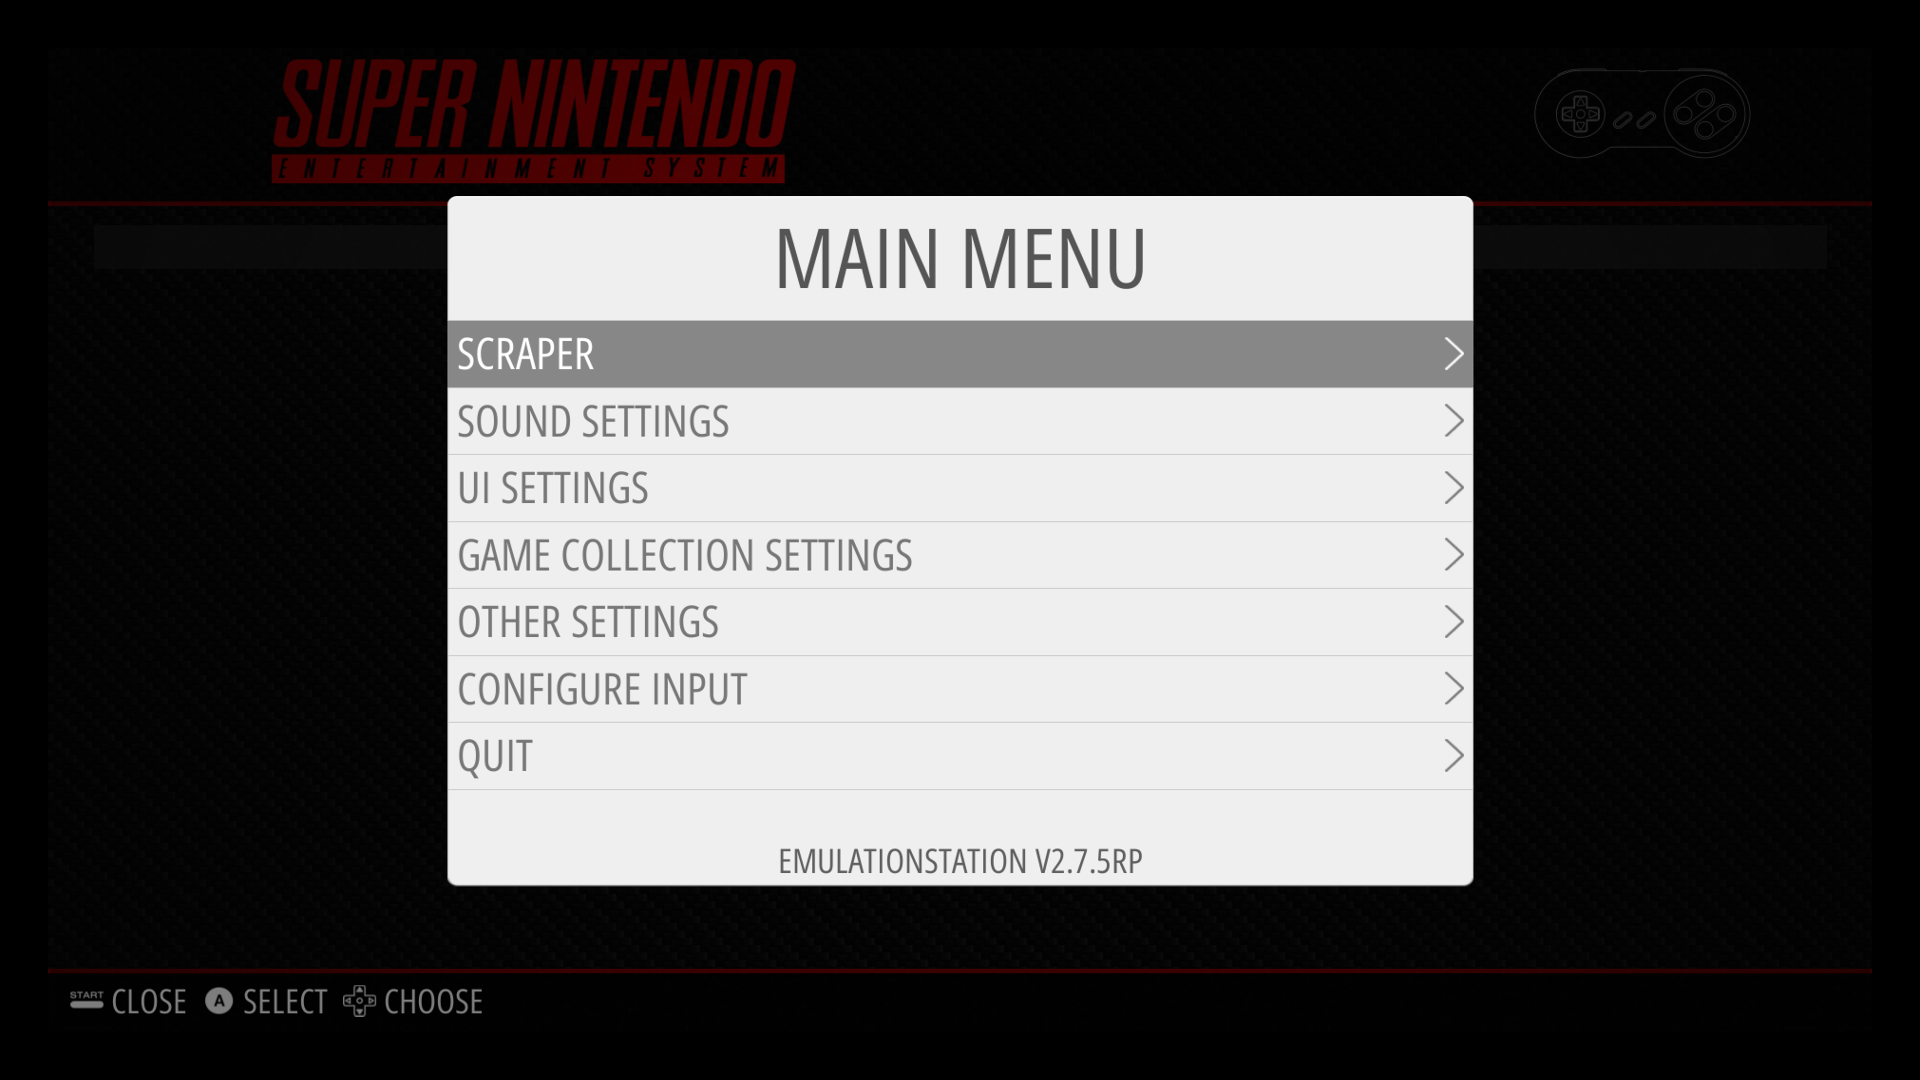 SUPER NINTENDO
ENTERTAINMENT SYSTEM
MAIN MENU
SCRAPER
SOUND SETTINGS
UI SETTINGS
GAME COLLECTION SETTINGS
OTHER SETTINGS
CONFIGURE INPUT
QUIT
EMULATIONSTATION V2.7.5RP
START CLOSE A SELECT CHOOSE